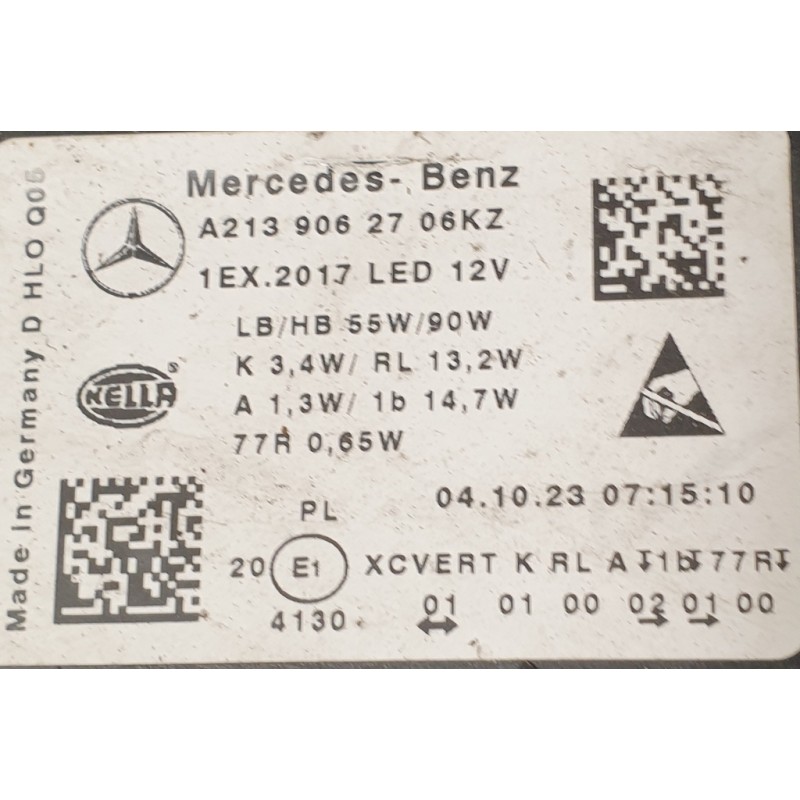 Mercedes-Benz
A213 906 27 06KZ
1EX.2017 LED 12V
LB/HB 55W/90W
K 3,4W/ RL 13,2W
A 1,3W/ 1b 14,7W
77R 0,65W
HELLA
Made in Germany D HLO Q05
04.10.23 07:15:10
PL
20 E1 XCVERT K RL A 1b 77R
4130 01 01 00 02 01 00